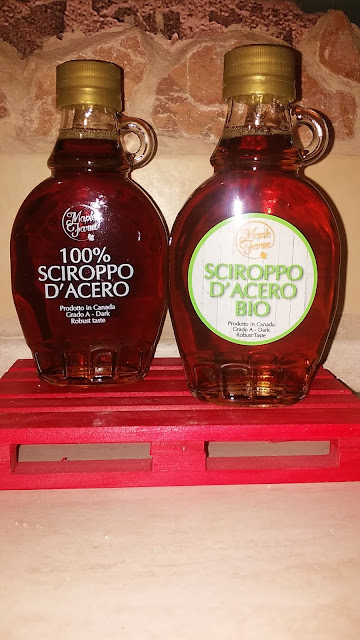 Maple
Farm
100%
SCIROPPO
D'ACERO
Prodotto in Canada
Grado A - Dark
Robust taste
Maple
Farm
SCIROPPO
D'ACERO
BIO
Prodotto in Canada
Grado A - Dark
Robust Taste